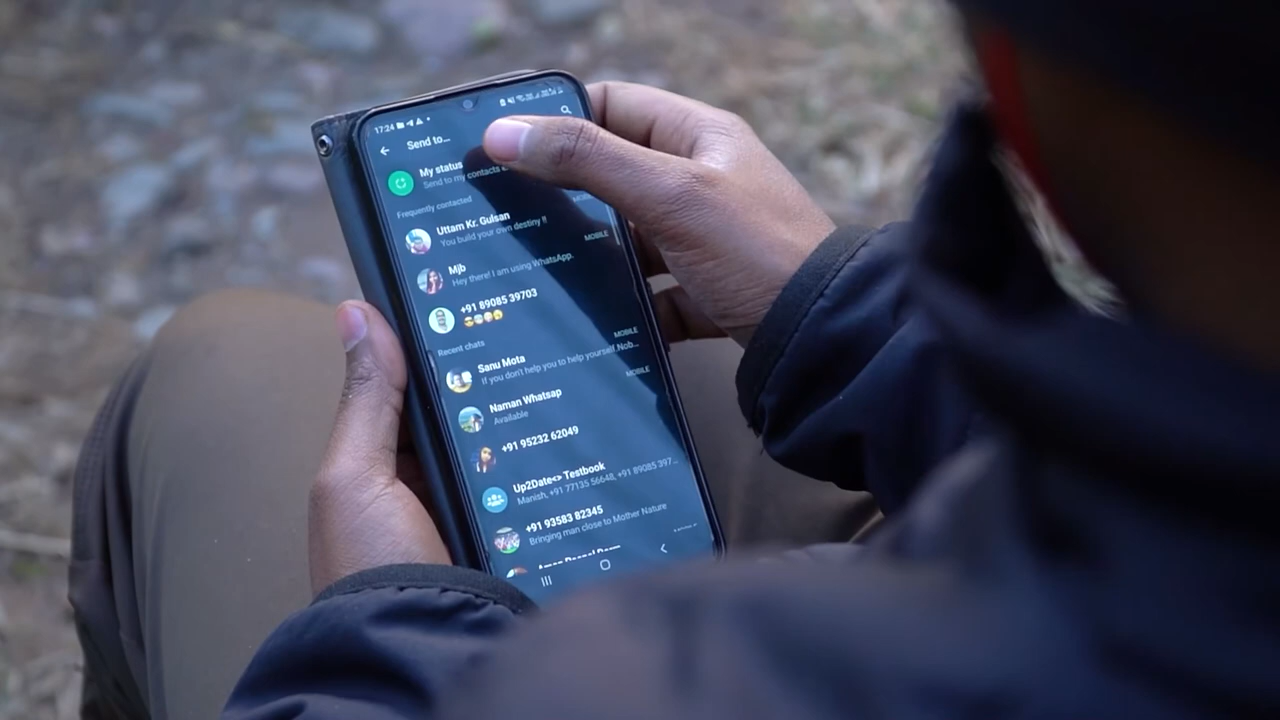 17:24
Send to...
My status
Send to my contacts
Frequently contacted
Uttam Kr. Gulsan
You build your own destiny !!
MOBILE
Mjb
Hey there! I am using WhatsApp.
MOBILE
+91 89085 39703
Recent chats
Sanu Mota
If you don't help you to help yourself Nob...
MOBILE
Naman Whatsap
Available
MOBILE
+91 95232 62049
Up2Date<> Testbook
Manish, +91 77135 56648, +91 89085 397...
+91 93583 82345
Bringing man close to Mother Nature